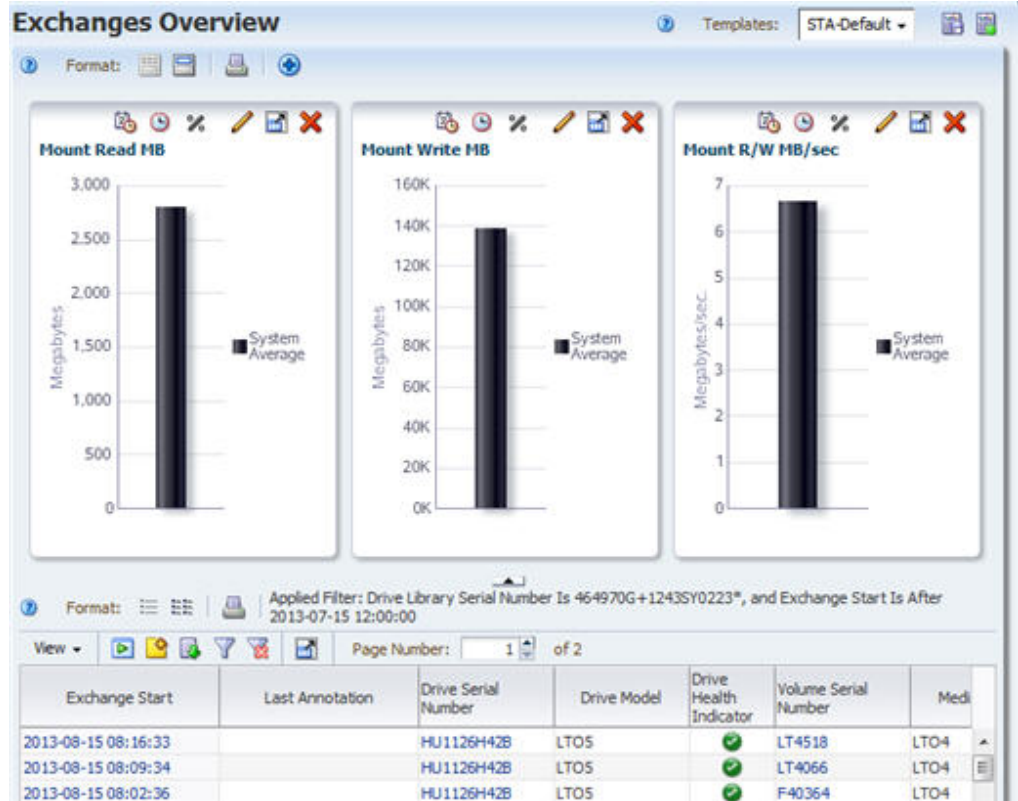 Exchanges Overview
Templates: STA-Default
Format:
Mount Read MB
3,000
2,500
2,000
1,500
1,000
500
0
Megabytes
System
Average
Mount Write MB
160K
140K
120K
100K
80K
60K
40K
20K
0K
Megabytes
System
Average
Mount R/W MB/sec
7
6
5
4
3
2
1
0
Megabytes/sec.
System
Average
Format:
Applied Filter: Drive Library Serial Number Is 464970G+1243SY0223*, and Exchange Start Is After
2013-07-15 12:00:00
View Page Number: 1 of 2
Exchange Start Last Annotation Drive Serial Number Drive Model Drive Health Indicator Volume Serial Number Medi
2013-08-15 08:16:33 HU1126H42B LTO5 LT4518 LTO4
2013-08-15 08:09:34 HU1126H42B LTO5 LT4066 LTO4
2013-08-15 08:02:36 HU1126H42B LTO5 F40364 LTO4